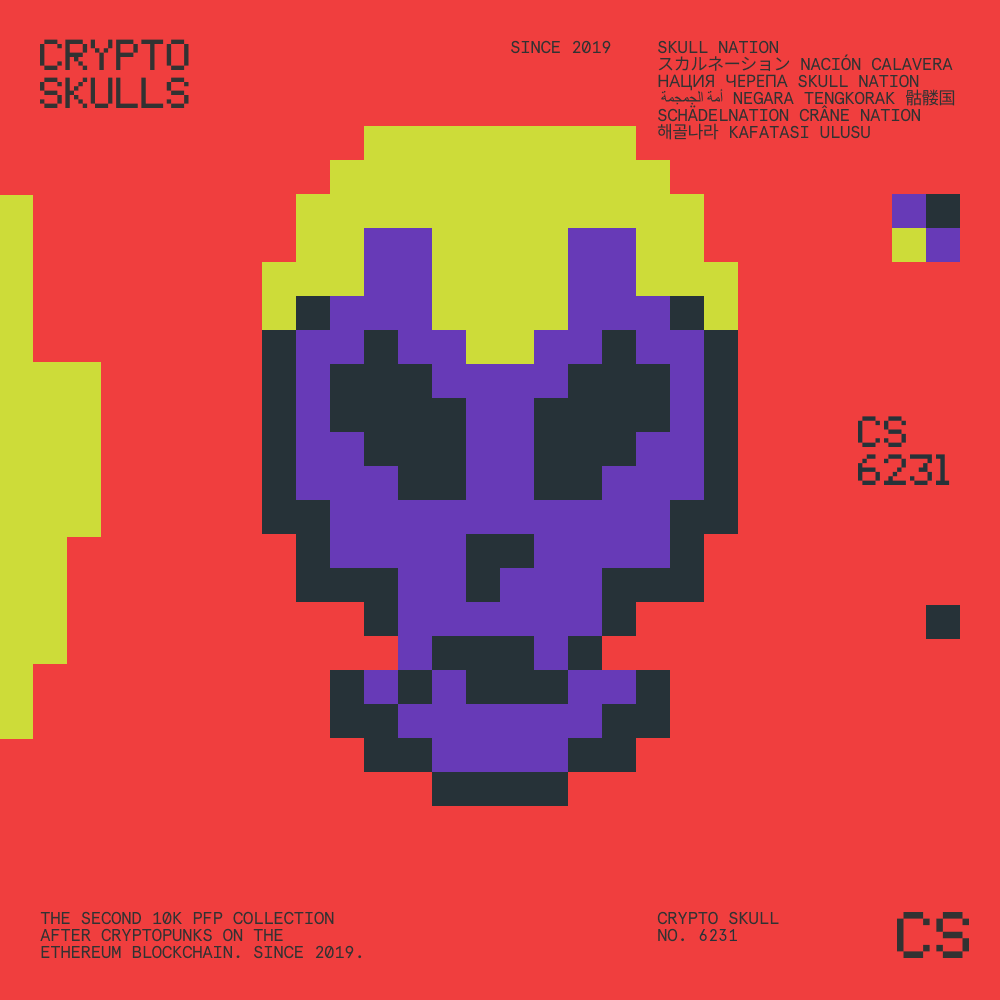 CRYPTO
SKULLS
SINCE 2019
SKULL NATION
スカルネーション NACIÓN CALAVERA
НАЦИЯ ЧЕРЕПА SKULL NATION
أمة الجمجمة NEGARA TENGKORAK 骷髅国
SCHÄDELNATION CRÂNE NATION
해골나라 KAFATASI ULUSU
CS
6231
THE SECOND 10K PFP COLLECTION
AFTER CRYPTOPUNKS ON THE
ETHEREUM BLOCKCHAIN. SINCE 2019.
CRYPTO SKULL
NO. 6231
CS